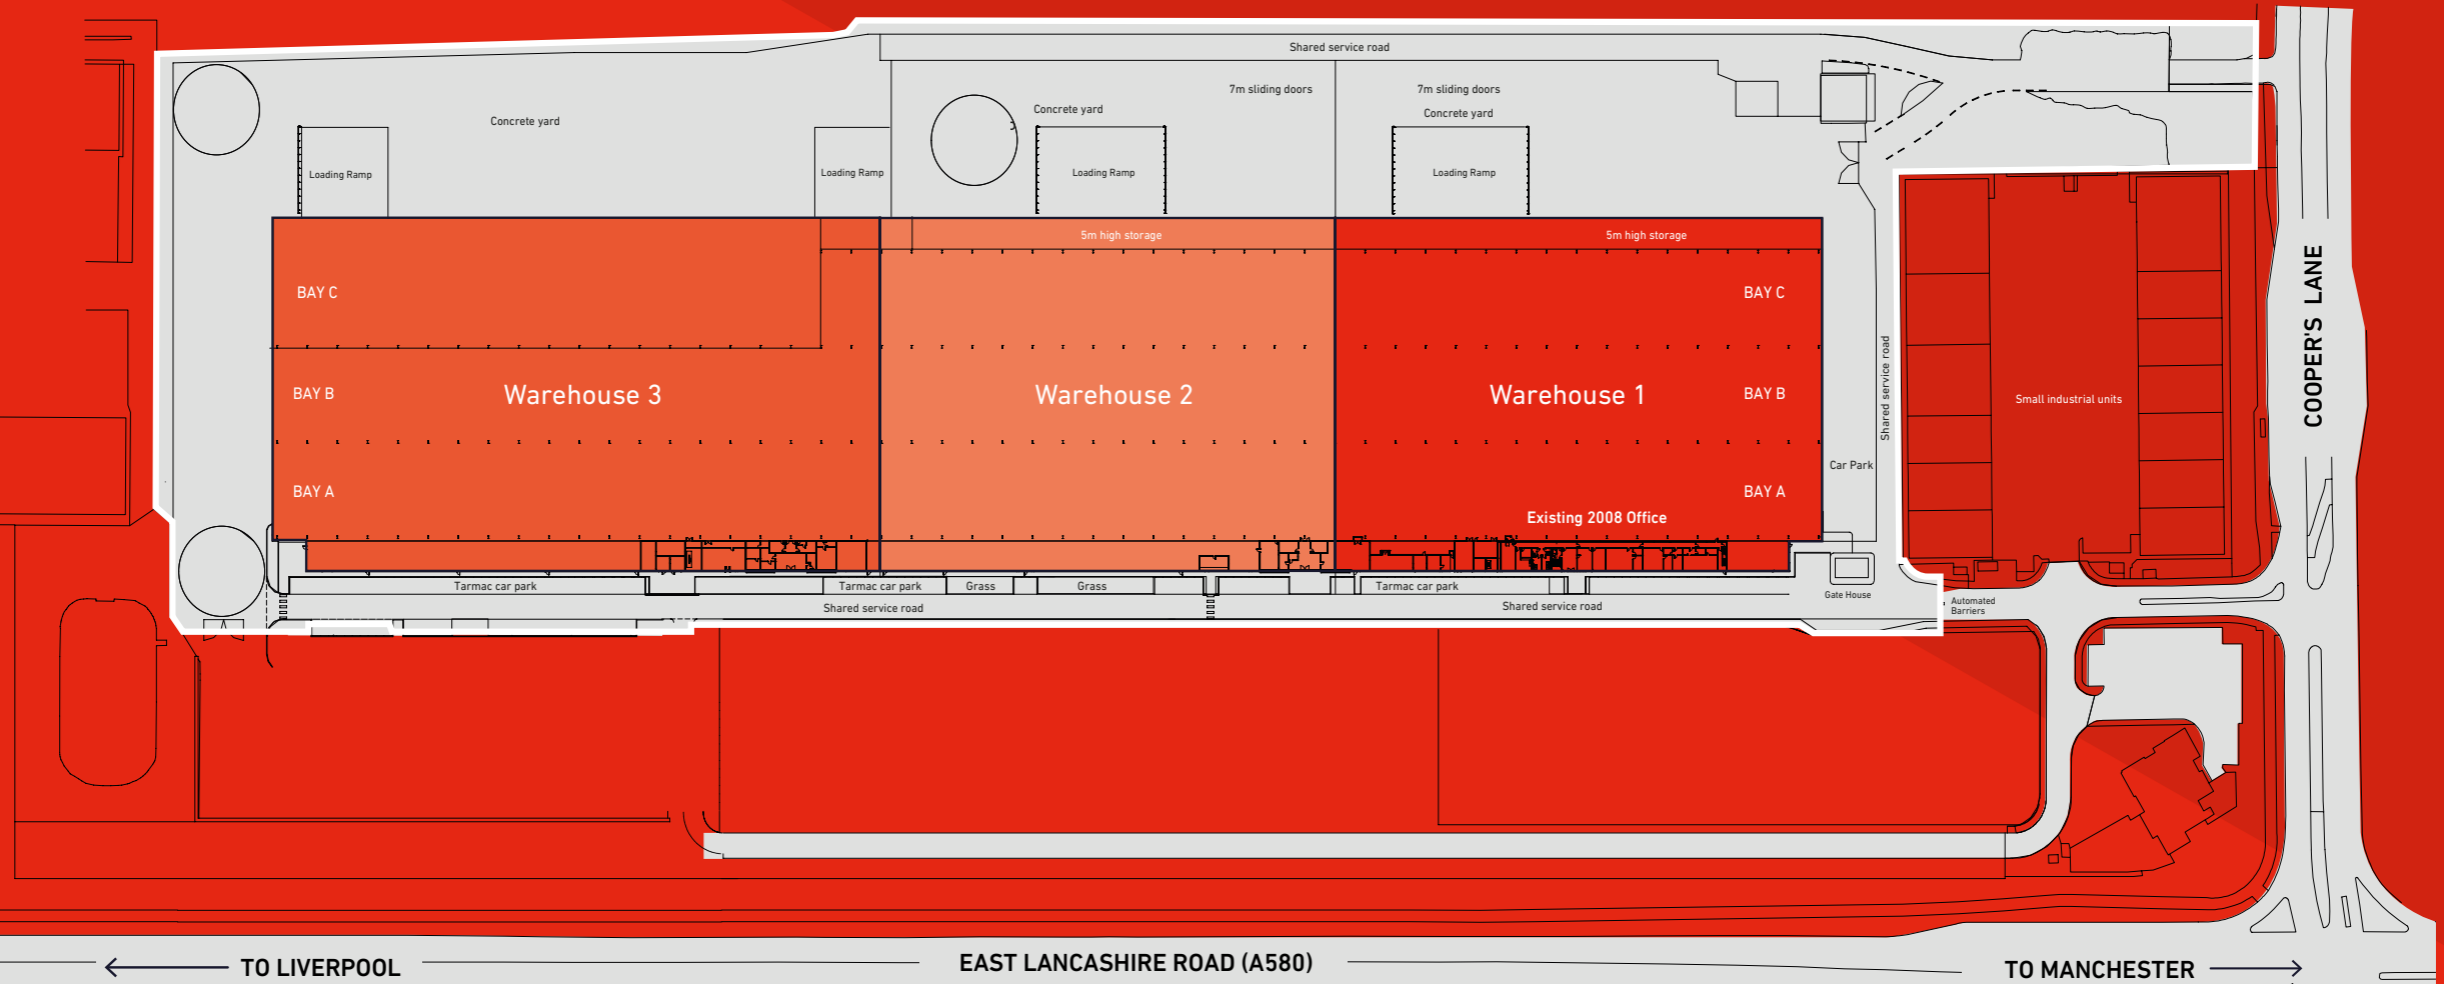 Shared service road
7m sliding doors
7m sliding doors
Concrete yard
Concrete yard
Concrete yard
Loading Ramp
Loading Ramp
Loading Ramp
Loading Ramp
5m high storage
5m high storage
BAY C
BAY C
COOPER'S LANE
Shared service road
BAY B
Warehouse 3
Warehouse 2
Warehouse 1
BAY B
Small industrial units
Car Park
BAY A
BAY A
Existing 2008 Office
Tarmac car park
Tarmac car park
Grass
Grass
Tarmac car park
Gate House
Automated
Barriers
Shared service road
Shared service road
TO LIVERPOOL
EAST LANCASHIRE ROAD (A580)
TO MANCHESTER